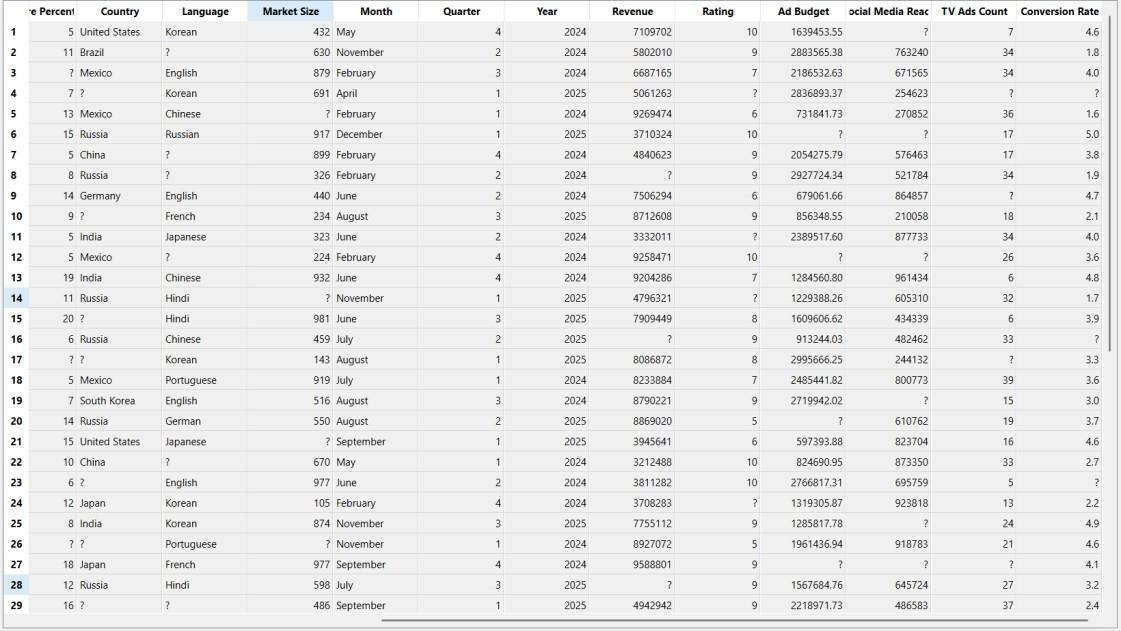 re Percent Country Language Market Size Month Quarter Year Revenue Rating Ad Budget ocial Media Reac TV Ads Count Conversion Rate
1 5 United States Korean 432 May 4 2024 7109702 10 1639453.55 ? 7 4.6
2 11 Brazil ? 630 November 2 2024 5802010 9 2883565.38 763240 34 1.8
3 ? Mexico English 879 February 3 2024 6687165 7 2186532.63 671565 34 4.0
4 7 ? Korean 691 April 1 2025 5061263 ? 2836893.37 254623 ? ?
5 13 Mexico Chinese ? February 1 2024 9269474 6 731841.73 270852 36 1.6
6 15 Russia Russian 917 December 1 2025 3710324 10 ? ? 17 5.0
7 5 China ? 899 February 4 2024 4840623 9 2054275.79 576463 17 3.8
8 8 Russia ? 326 February 2 2024 ? 9 2927724.34 521784 34 1.9
9 14 Germany English 440 June 2 2024 7506294 6 679061.66 864857 ? 4.7
10 9 ? French 234 August 3 2025 8712608 9 856348.55 210058 18 2.1
11 5 India Japanese 323 June 2 2024 3332011 ? 2389517.60 877733 34 4.0
12 5 Mexico ? 224 February 4 2024 9258471 10 ? ? 26 3.6
13 19 India Chinese 932 June 4 2024 9204286 7 1284560.80 961434 6 4.8
14 11 Russia Hindi ? November 1 2025 4796321 ? 1229388.26 605310 32 1.7
15 20 ? Hindi 981 June 3 2025 7909449 8 1609606.62 434339 6 3.9
16 6 Russia Chinese 459 July 2 2025 ? 9 913244.03 482462 33 ?
17 ? ? Korean 143 August 1 2025 8086872 8 2995666.25 244132 ? 3.3
18 5 Mexico Portuguese 919 July 1 2024 8233884 7 2485441.82 800773 39 3.6
19 7 South Korea English 516 August 3 2024 8790221 9 2719942.02 ? 15 3.0
20 14 Russia German 550 August 2 2025 8869020 5 ? 610762 19 3.7
21 15 United States Japanese ? September 1 2025 3945641 6 597393.88 823704 16 4.6
22 10 China ? 670 May 1 2024 3212488 10 824690.95 873350 33 2.7
23 6 ? English 977 June 2 2024 3811282 10 2766817.31 695759 5 ?
24 12 Japan Korean 105 February 4 2024 3708283 ? 1319305.87 923818 13 2.2
25 8 India Korean 874 November 3 2025 7755112 9 1285817.78 ? 24 4.9
26 ? ? Portuguese ? November 1 2024 8927072 5 1961436.94 918783 21 4.6
27 18 Japan French 977 September 4 2024 9588801 9 ? ? ? 4.1
28 12 Russia Hindi 598 July 3 2025 ? 9 1567684.76 645724 27 3.2
29 16 ? ? 486 September 1 2025 4942942 9 2218971.73 486583 37 2.4